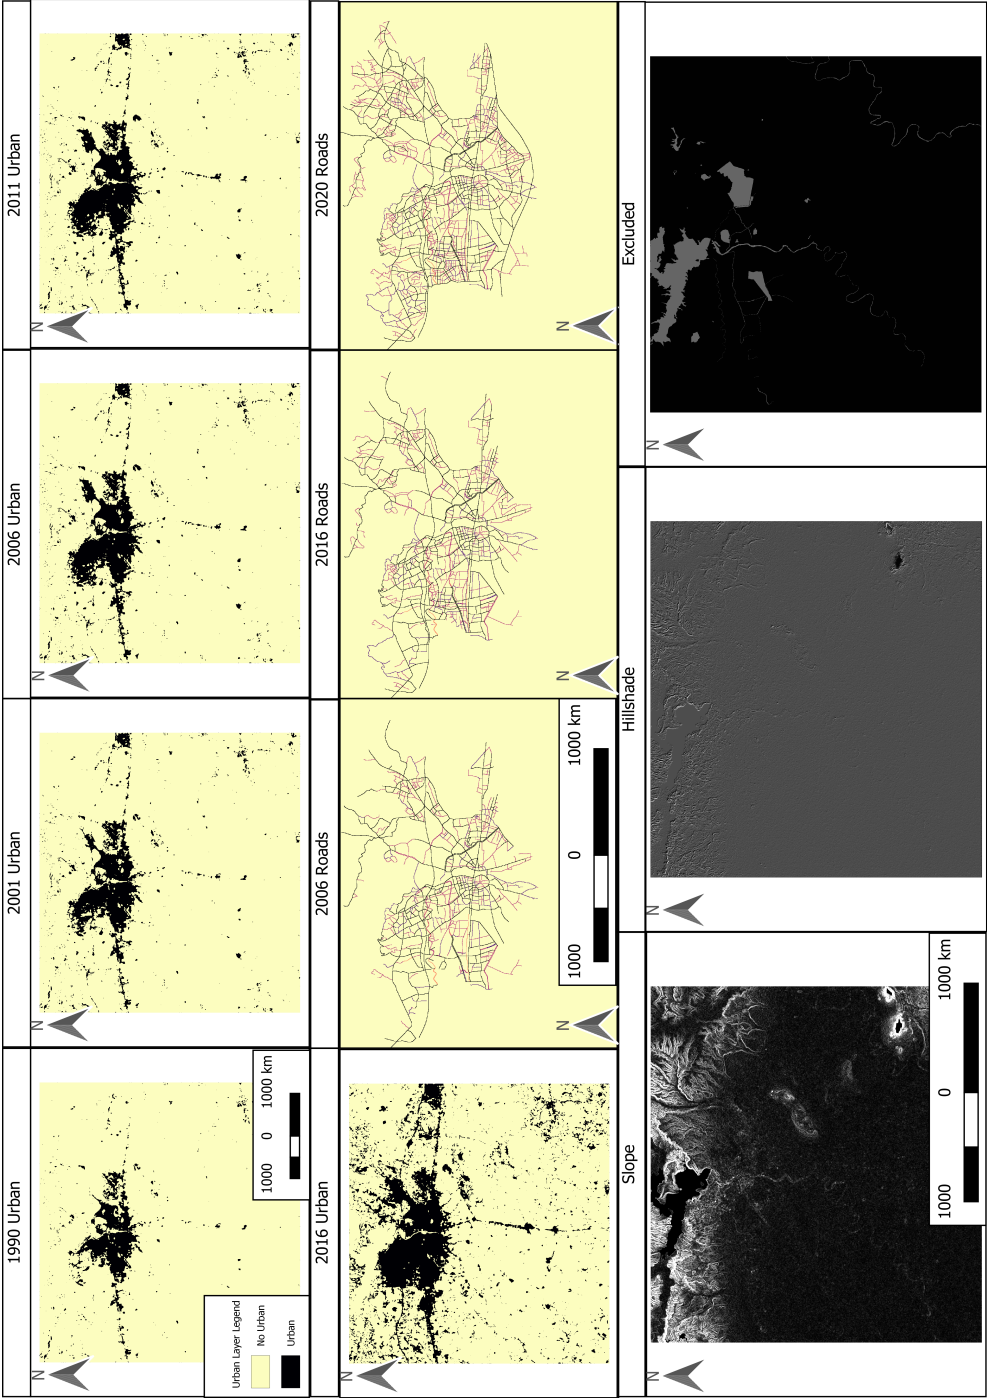 1990 Urban
2001 Urban
2006 Urban
2011 Urban
N
N
N
N
Urban Layer Legend
No Urban
Urban
1000 0 1000 km
2016 Urban
2006 Roads
2016 Roads
2020 Roads
N
N
N
N
1000 0 1000 km
Slope
Hillshade
Excluded
N
N
N
1000 0 1000 km